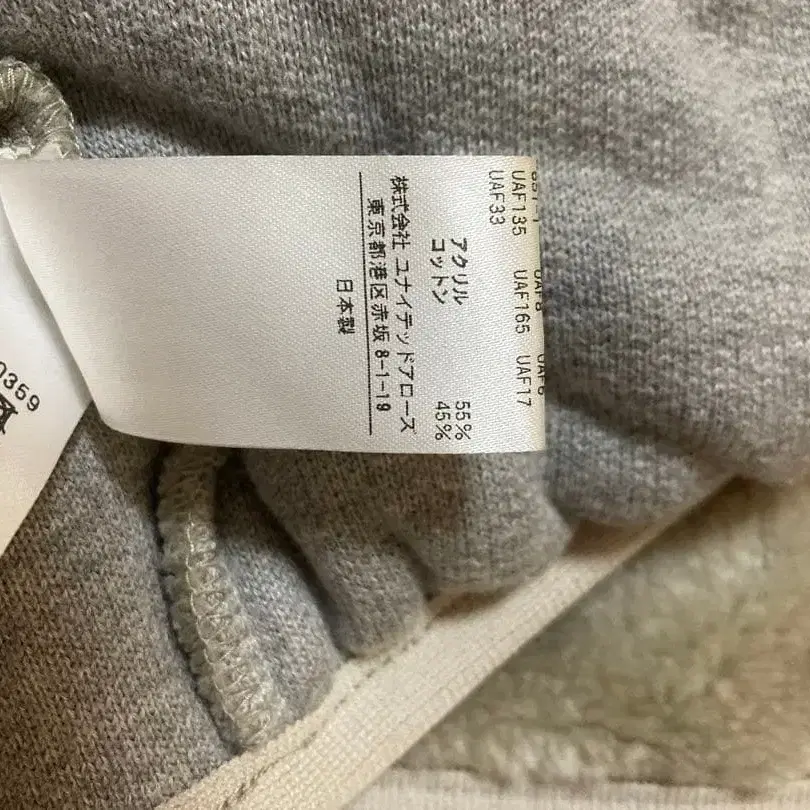 UAF135 UAF165 UAF17
UAF33
アクリル 55%
コットン 45%
株式会社 ユナイテッドアローズ
東京都港区赤坂 8-1-19
日本製
0359